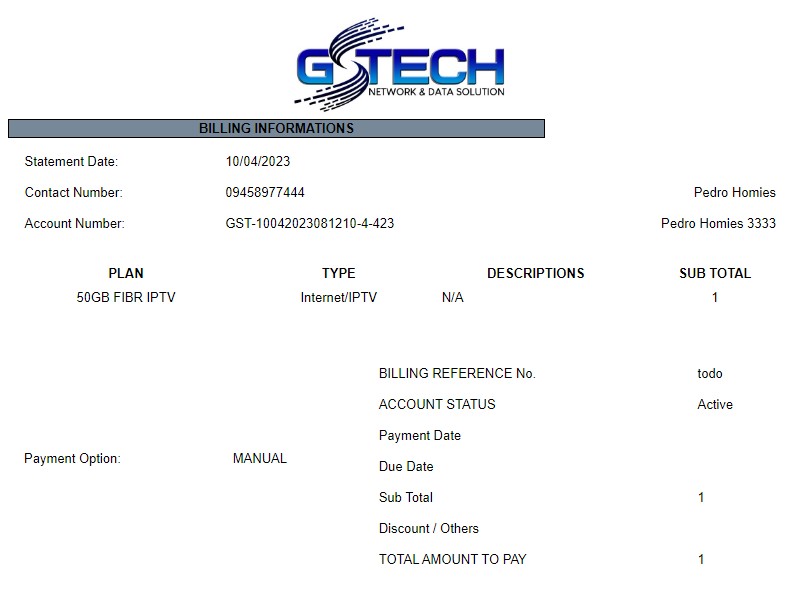 GSTECH
NETWORK & DATA SOLUTION
BILLING INFORMATIONS
Statement Date: 10/04/2023
Contact Number: 09458977444 Pedro Homies
Account Number: GST-10042023081210-4-423 Pedro Homies 3333
PLAN TYPE DESCRIPTIONS SUB TOTAL
50GB FIBR IPTV Internet/IPTV N/A 1
BILLING REFERENCE No. todo
ACCOUNT STATUS Active
Payment Date
Payment Option: MANUAL
Due Date
Sub Total 1
Discount / Others
TOTAL AMOUNT TO PAY 1